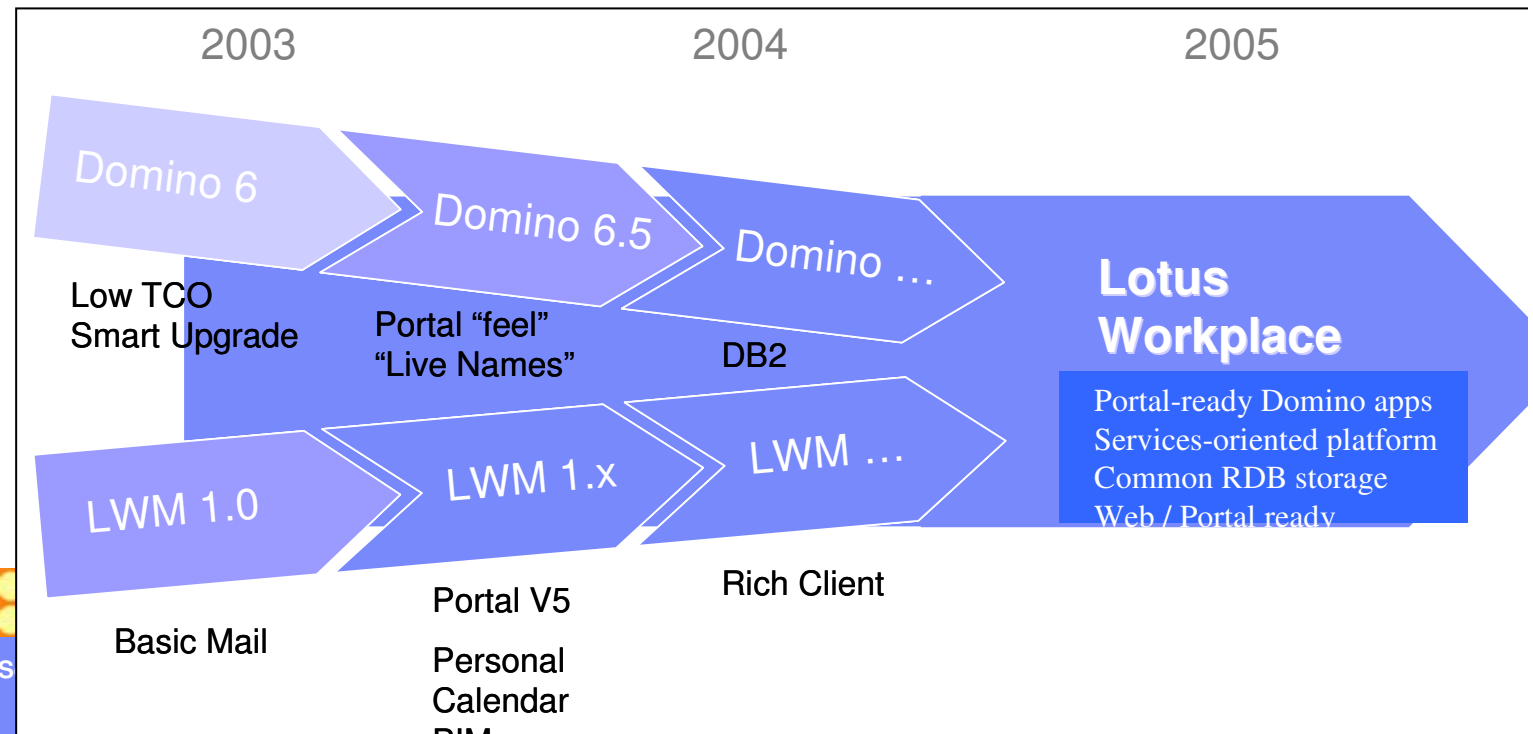 2003 2004 2005
Domino 6
Domino 6.5
Domino …
Low TCO
Smart Upgrade
Portal “feel”
“Live Names”
DB2
Lotus
Workplace
Portal-ready Domino apps
Services-oriented platform
Common RDB storage
Web / Portal ready
LWM 1.0
LWM 1.x
LWM …
Basic Mail
Portal V5
Personal
Calendar
Rich Client